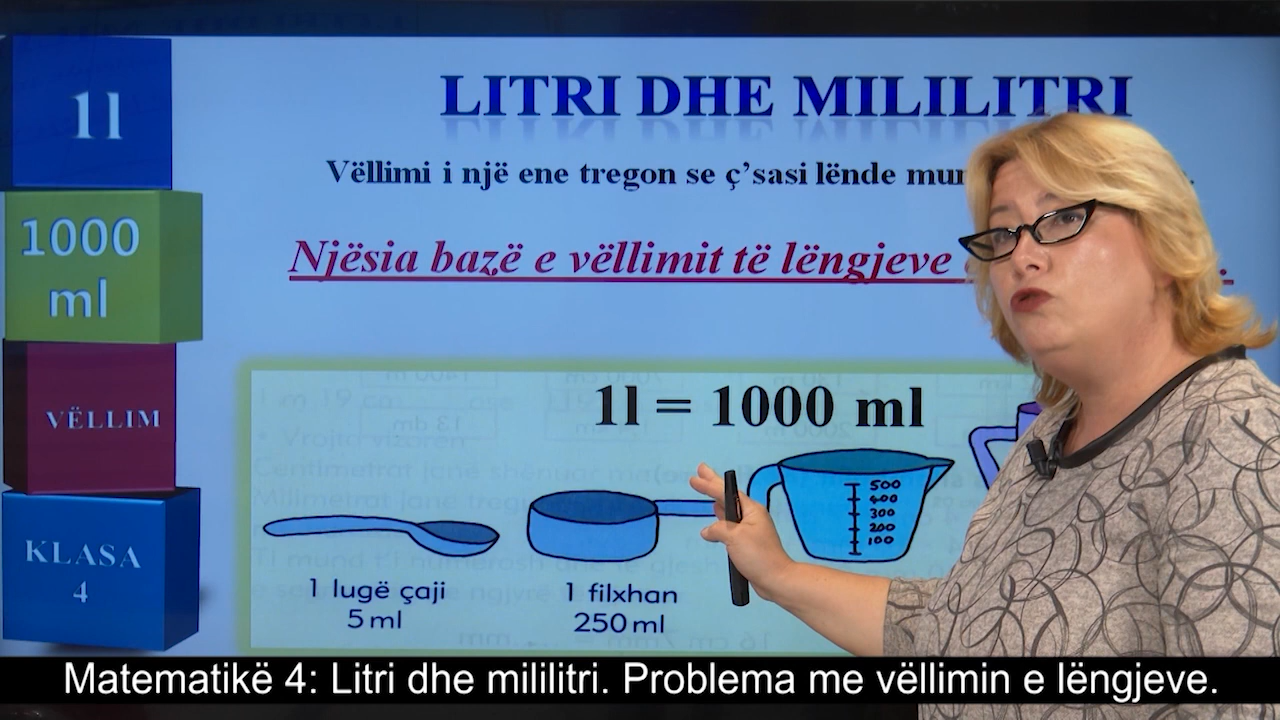 1l
1000
ml
VËLLIM
KLASA
4
LITRI DHE MILILITRI
Vëllimi i një ene tregon se ç’sasi lënde
Njësia bazë e vëllimit të lëngjeve
1l = 1000 ml
500
400
300
200
100
1 lugë çaji
5 ml
1 filxhan
250 ml
Matematikë 4: Litri dhe mililitri. Problema me vëllimin e lëngjeve.